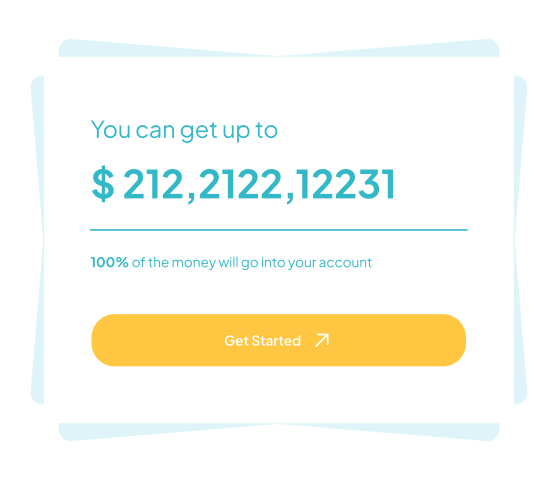 You can get up to
$ 212,2122,12231
100% of the money will go into your account
Get Started